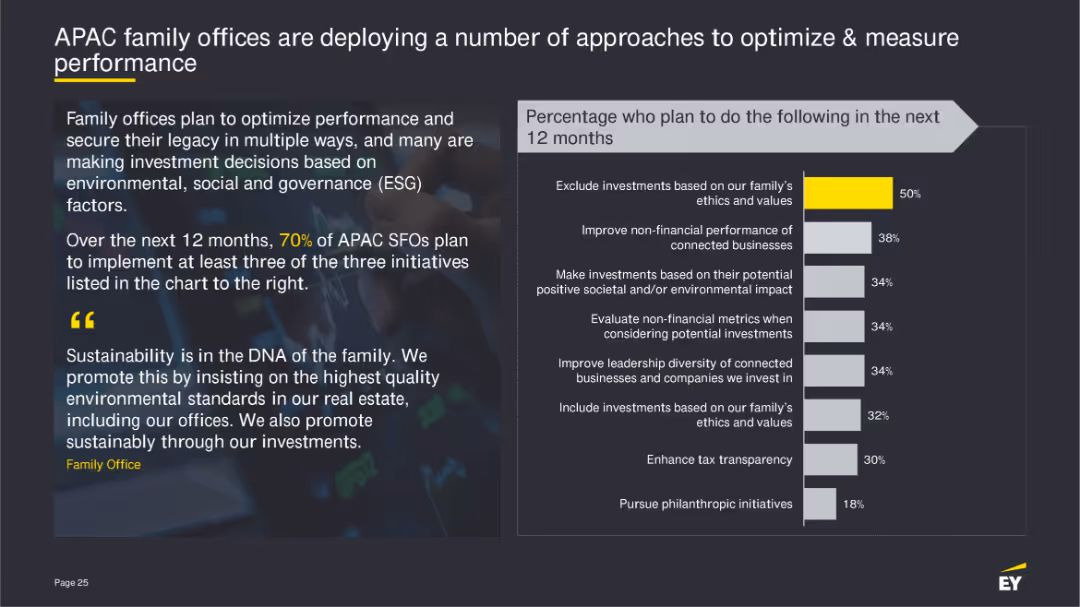 APAC family offices are deploying a number of approaches to optimize & measure
performance
Family offices plan to optimize performance and
secure their legacy in multiple ways, and many are
making investment decisions based on
environmental, social and governance (ESG)
factors.
Over the next 12 months, 70% of APAC SFOs plan
to implement at least three of the three initiatives
listed in the chart to the right.
“
Sustainability is in the DNA of the family. We
promote this by insisting on the highest quality
environmental standards in our real estate,
including our offices. We also promote
sustainably through our investments.
Family Office
Percentage who plan to do the following in the next
12 months
Exclude investments based on our family's
ethics and values
50%
Improve non-financial performance of
connected businesses
38%
Make investments based on their potential
positive societal and/or environmental impact
34%
Evaluate non-financial metrics when
considering potential investments
34%
Improve leadership diversity of connected
businesses and companies we invest in
34%
Include investments based on our family's
ethics and values
32%
Enhance tax transparency
30%
Pursue philanthropic initiatives
18%
Page 25
EY